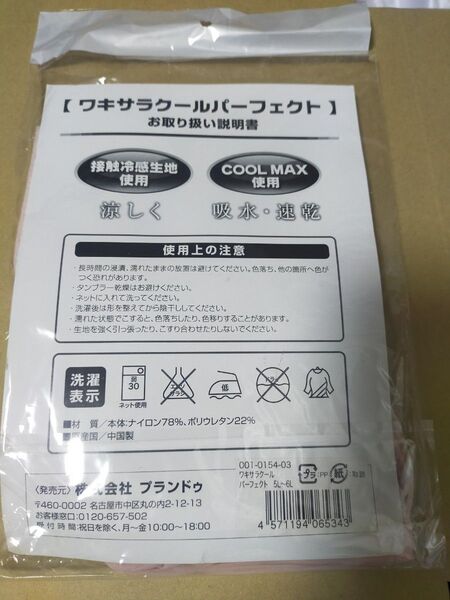 【 ワキサラクールパーフェクト 】
お取り扱い説明書
接触冷感生地
使用
COOL MAX
使用
涼しく
吸水・速乾
使用上の注意
・長時間の浸漬、濡れたままの放置は避けてください。色落ち、他の箇所へ色が
つく恐れがあります。
・タンブラー乾燥はお避けください。
・ネットに入れて洗ってください。
・洗濯後は形を整えてから陰干ししてください。
・濡れた状態でこすると、色落ちしたり、色移りすることがあります。
・生地を強く引っ張ったり、こすり合わせたりしないでください。
洗濯
表示
弱
30
ネット使用
エンソ
サラシ
低
ドライ
■材 質／本体:ナイロン78%、ポリウレタン22%
■原産国／中国製
〈発売元〉株式会社 プランドゥ
〒460-0002 名古屋市中区丸の内2-12-13
お客様窓口:0120-657-502
受付時間:祝日を除く、月～金10:00～18:00
001-0154-03
ワキサラクール
パーフェクト 5L～6L
プラ :PP 紙 :取説
4 571194 065343